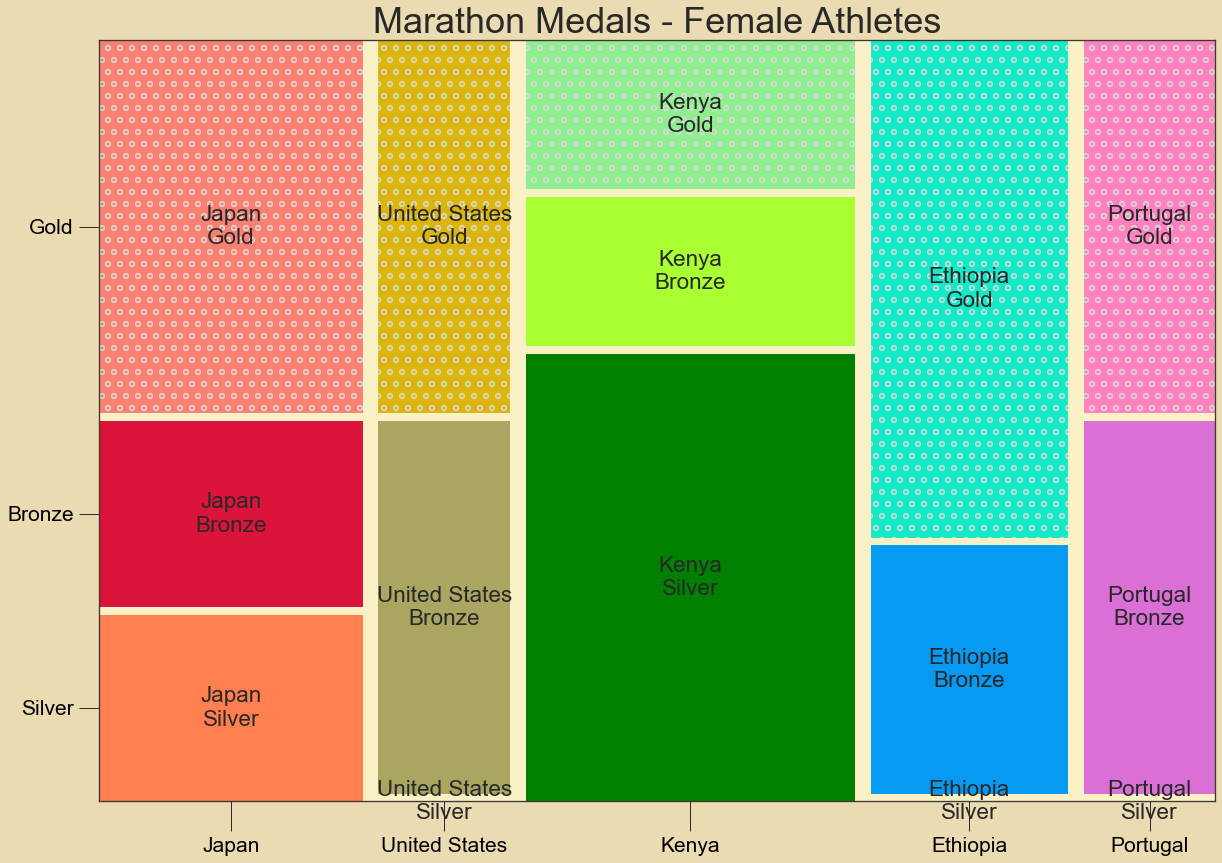 Marathon Medals - Female Athletes
Gold
Bronze
Silver
Japan
Gold
Japan
Bronze
Japan
Silver
United States
Gold
United States
Bronze
United States
Silver
Kenya
Gold
Kenya
Bronze
Kenya
Silver
Ethiopia
Gold
Ethiopia
Bronze
Ethiopia
Silver
Portugal
Gold
Portugal
Bronze
Portugal
Silver
Japan
United States
Kenya
Ethiopia
Portugal